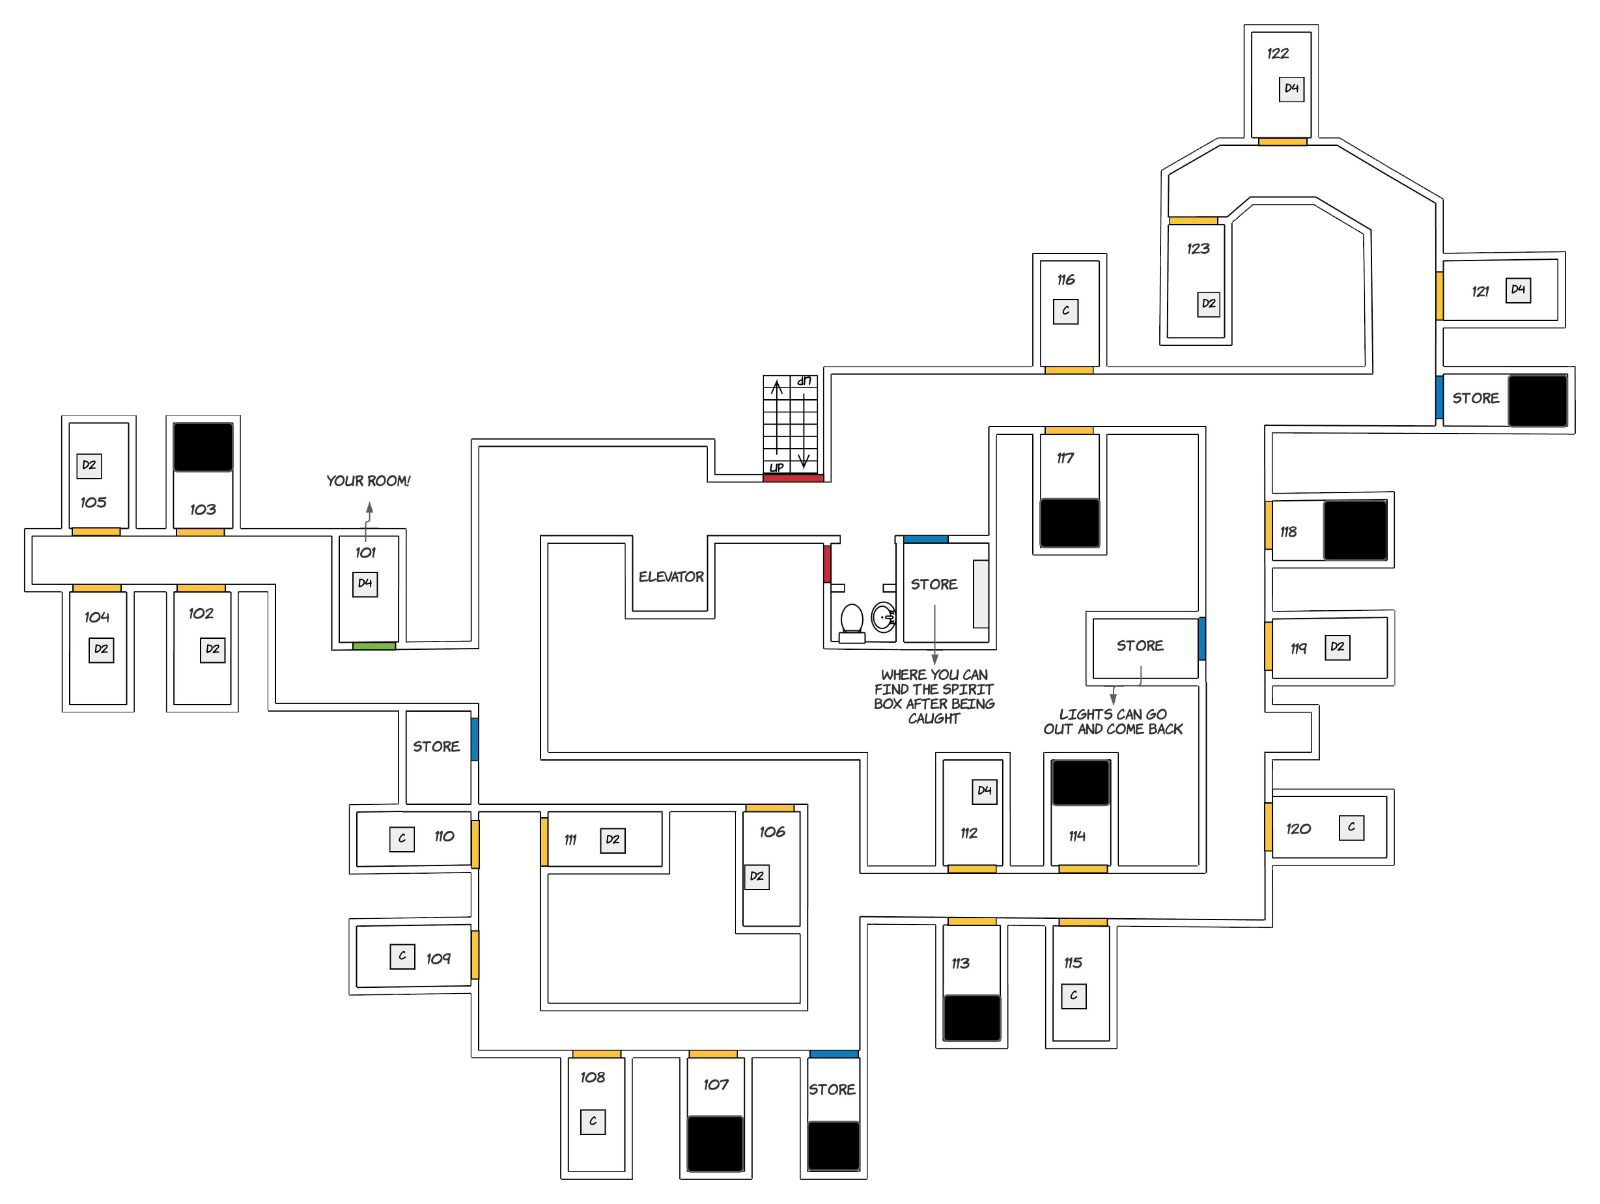 122
D4
123
D2
116
C
121
D4
UP
STORE
UP
117
105
D2
103
YOUR ROOM!
101
D4
118
ELEVATOR
STORE
104
D2
102
D2
STORE
119
D2
WHERE YOU CAN
FIND THE SPIRIT
BOX AFTER BEING
CAUGHT
LIGHTS CAN GO
OUT AND COME BACK
STORE
D4
112
114
120
C
C
110
111
D2
106
D2
C
109
113
115
C
108
C
107
STORE